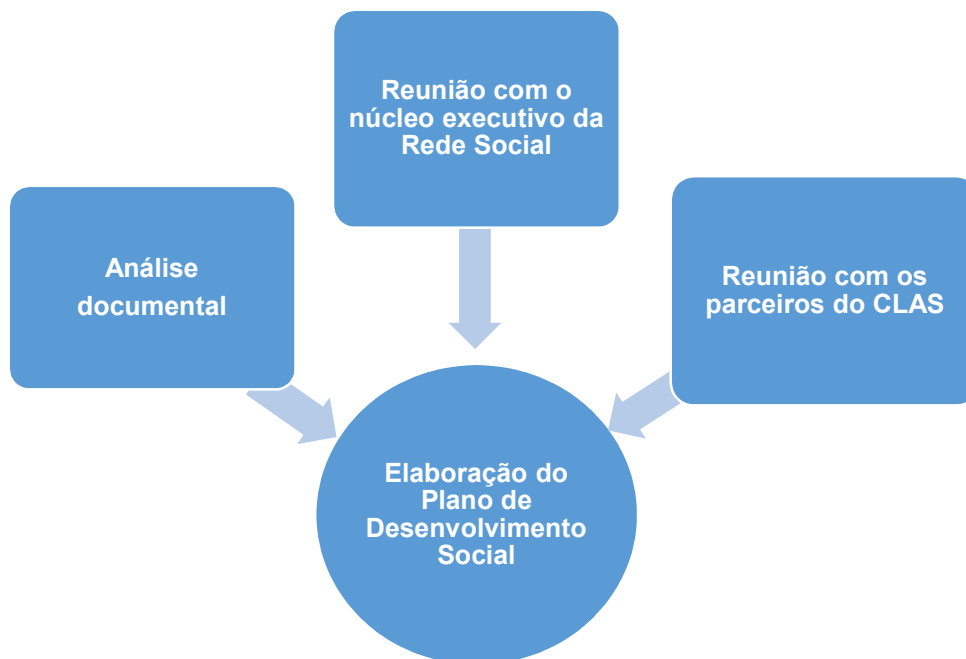 Reunião com o
núcleo executivo da
Rede Social
Análise
documental
Reunião com os
parceiros do CLAS
Elaboração do
Plano de
Desenvolvimento
Social